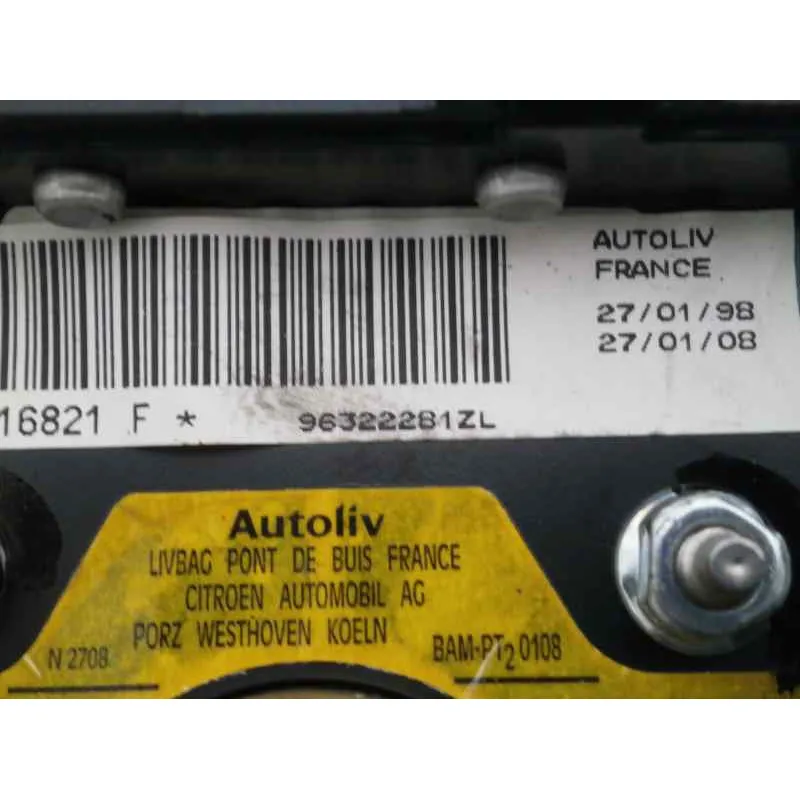 AUTOLIV
FRANCE
27/01/98
27/01/08
16821 F *
96322281ZL
Autoliv
LIVBAG PONT DE BUIS FRANCE
CITROEN AUTOMOBIL AG
PORZ WESTHOVEN KOELN
N 2708
BAM-PT2 0108